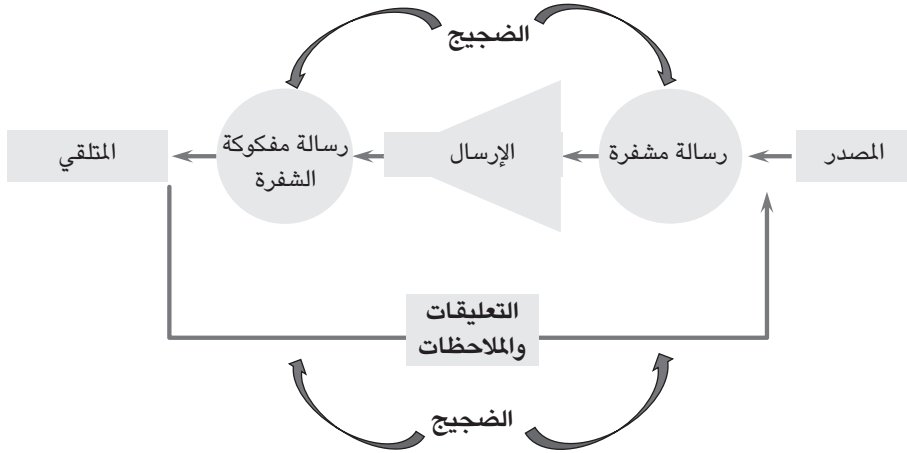 الضجيج
المصدر
رسالة مشفرة
الإرسال
رسالة مفكوكة
الشفرة
المتلقي
التعليقات
والملاحظات
الضجيج